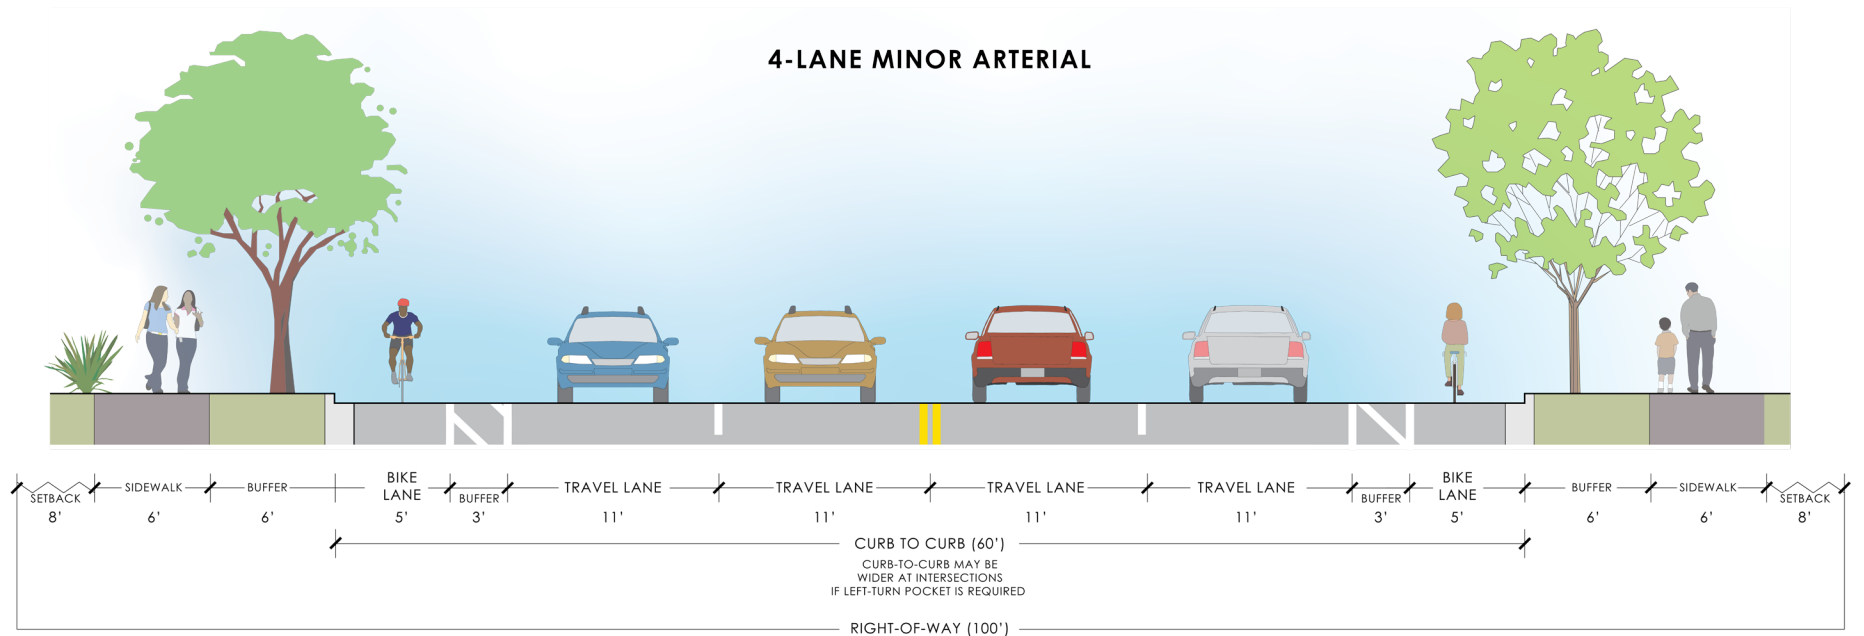 4-LANE MINOR ARTERIAL
SETBACK
8'
SIDEWALK
6'
BUFFER
6'
BIKE
LANE
5'
BUFFER
3'
TRAVEL LANE
11'
TRAVEL LANE
11'
TRAVEL LANE
11'
TRAVEL LANE
11'
BUFFER
3'
BIKE
LANE
5'
BUFFER
6'
SIDEWALK
6'
SETBACK
8'
CURB TO CURB (60')
CURB-TO-CURB MAY BE
WIDER AT INTERSECTIONS
IF LEFT-TURN POCKET IS REQUIRED
RIGHT-OF-WAY (100')